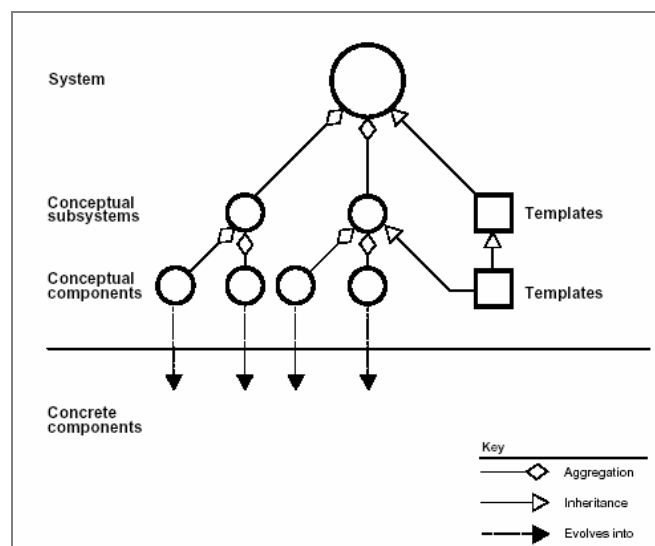 System
Conceptual
subsystems
Templates
Conceptual
components
Templates
Concrete
components
Key
Aggregation
Inheritance
Evolves into